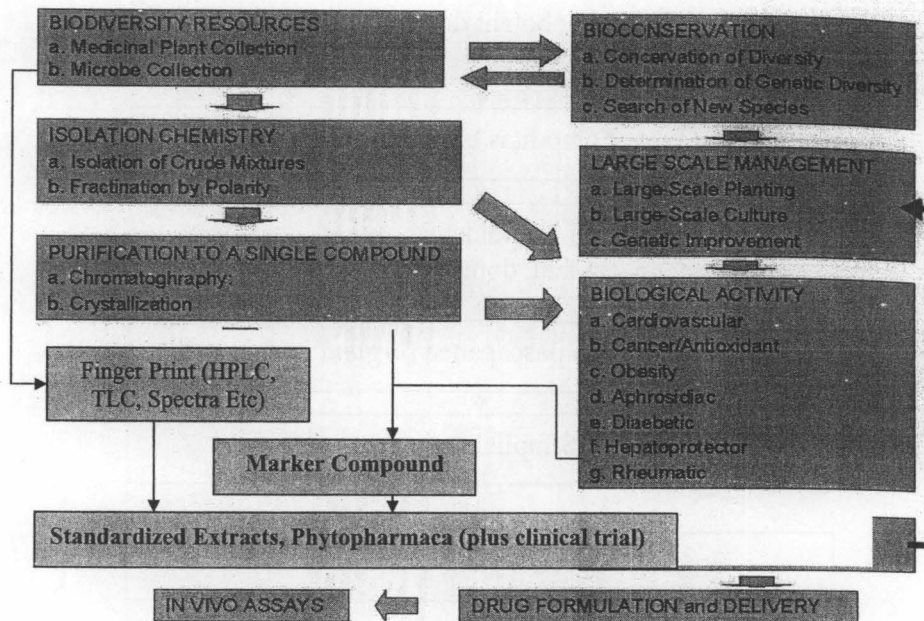 BIODIVERSITY RESOURCES
a. Medicinal Plant Collection
b. Microbe Collection
BIOCONSERVATION
a. Concervation of Diversity
b. Determination of Genetic Diversity
c. Search of New Species
ISOLATION CHEMISTRY
a. Isolation of Crude Mixtures
b. Fractination by Polarity
LARGE SCALE MANAGEMENT
a. Large-Scale Planting
b. Large-Scale Culture
c. Genetic Improvement
PURIFICATION TO A SINGLE COMPOUND
a. Chromatoghraphy:
b. Crystallization
BIOLOGICAL ACTIVITY
a. Cardiovascular
b. Cancer/Antioxidant
c. Obesity
d. Aphrosidiac
e. Diaebetic
f. Hepatoprotector
g. Rheumatic
Finger Print (HPLC,
TLC, Spectra Etc)
Marker Compound
Standardized Extracts, Phytopharmaca (plus clinical trial)
IN VIVO ASSAYS
DRUG FORMULATION and DELIVERY